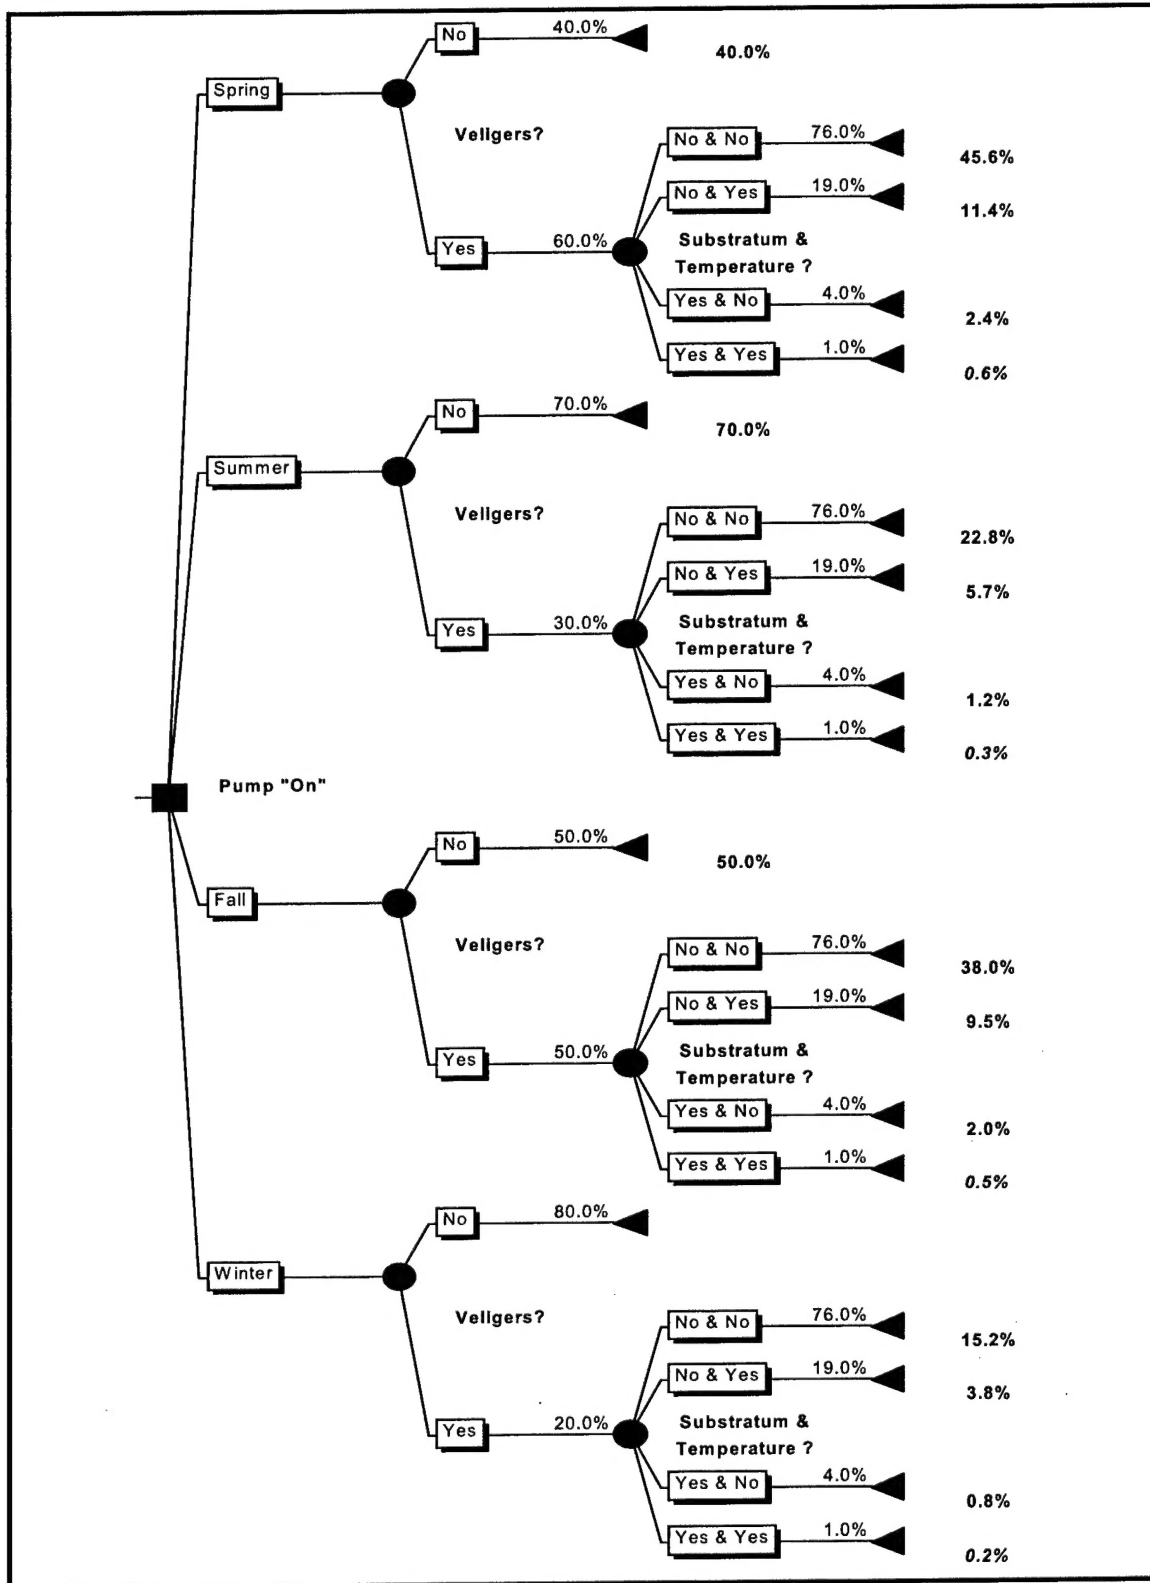 No 40.0%
40.0%
Spring
Veligers?
No & No 76.0%
45.6%
No & Yes 19.0%
11.4%
Yes 60.0%
Substratum &
Temperature ?
Yes & No 4.0%
2.4%
Yes & Yes 1.0%
0.6%
No 70.0%
70.0%
Summer
Veligers?
No & No 76.0%
22.8%
No & Yes 19.0%
5.7%
Yes 30.0%
Substratum &
Temperature ?
Yes & No 4.0%
1.2%
Yes & Yes 1.0%
0.3%
Pump "On"
No 50.0%
50.0%
Fall
Veligers?
No & No 76.0%
38.0%
No & Yes 19.0%
9.5%
Yes 50.0%
Substratum &
Temperature ?
Yes & No 4.0%
2.0%
Yes & Yes 1.0%
0.5%
No 80.0%
Winter
Veligers?
No & No 76.0%
15.2%
No & Yes 19.0%
3.8%
Yes 20.0%
Substratum &
Temperature ?
Yes & No 4.0%
0.8%
Yes & Yes 1.0%
0.2%